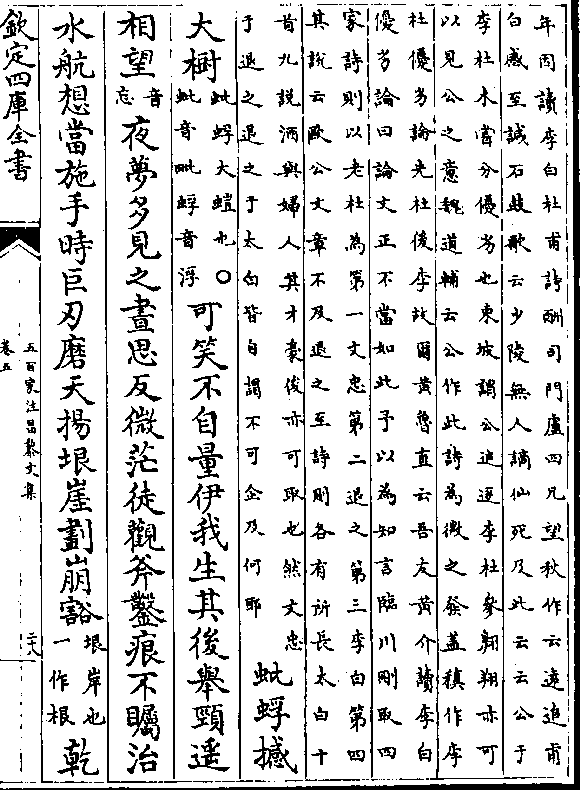 年因讀李白杜甫詩酬司門盧四兄望秋作云遠追甫
白感至諴石鼓歌云少陵無人謫仙死及此云云公于
李杜未嘗分優劣也東坡謂公追逐李杜參翺翔亦可
以見公之意魏道輔云公作此詩為微之發蓋稹作李
杜優劣論先杜後李故爾黄魯直云吾友黄介讀李白
優劣論曰論文正不當如此予以為知言臨川剛取四
家詩則以老杜為第一文忠第二退之第三李白第四
其說云歐公文章不及退之至詩則各有所長太白十
首九說酒與婦人其才豪俊亦可取也然文忠
于退之退之于太白皆自謂不可企及何耶
蚍蜉撼
大樹
蚍蜉大螘也
蚍音毗蜉音浮
○可笑不自量伊我生其後舉頸遥
相望
音
忘
夜夢多見之晝思反微茫徒觀斧鑿痕不矚治
水航想當施手時巨刃磨天揚垠崖劃崩豁
垠岸也
一作根
乾
欽定四庫全書
五百家注昌黎文集
卷五
二八